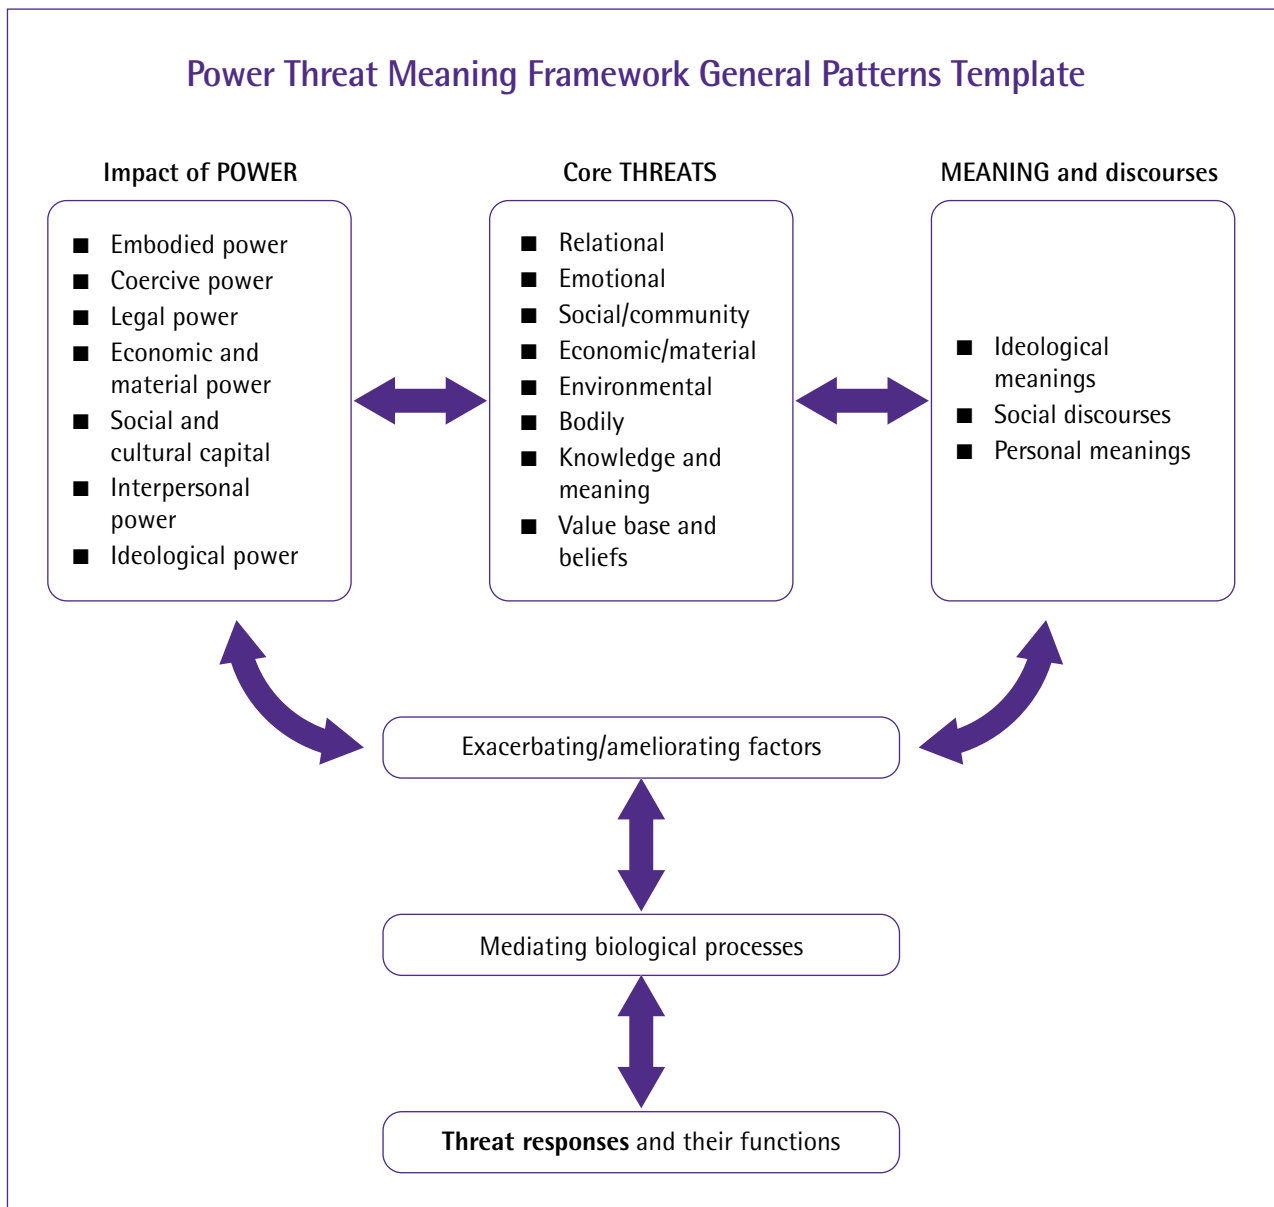 Power Threat Meaning Framework General Patterns Template
Impact of POWER
■ Embodied power
■ Coercive power
■ Legal power
■ Economic and
material power
■ Social and
cultural capital
■ Interpersonal
power
■ Ideological power
Core THREATS
■ Relational
■ Emotional
■ Social/community
■ Economic/material
■ Environmental
■ Bodily
■ Knowledge and
meaning
■ Value base and
beliefs
MEANING and discourses
■ Ideological
meanings
■ Social discourses
■ Personal meanings
Exacerbating/ameliorating factors
Mediating biological processes
Threat responses and their functions